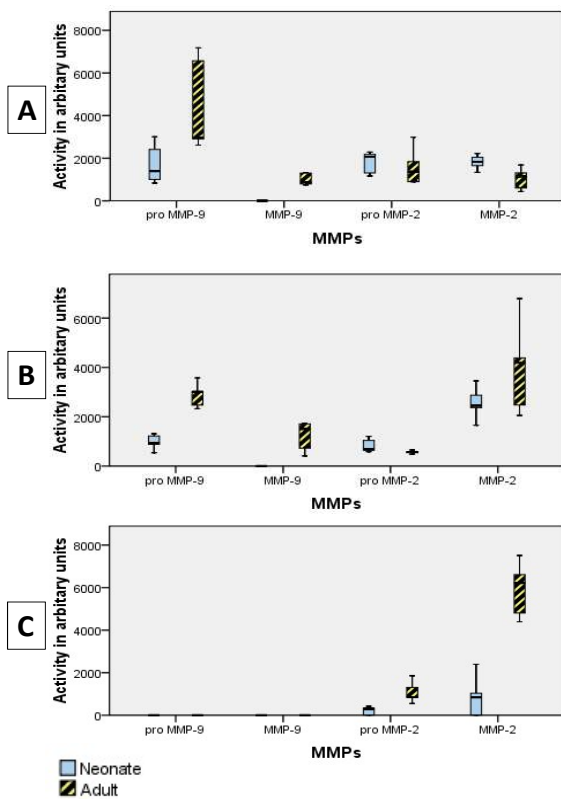 A
Activity in arbitary units
8000
6000
4000
2000
0
pro MMP-9 MMP-9 pro MMP-2 MMP-2
MMPs
B
Activity in arbitary units
6000
4000
2000
0
pro MMP-9 MMP-9 pro MMP-2 MMP-2
MMPs
C
Activity in arbitary units
8000
6000
4000
2000
0
pro MMP-9 MMP-9 pro MMP-2 MMP-2
MMPs
Neonate
Adult